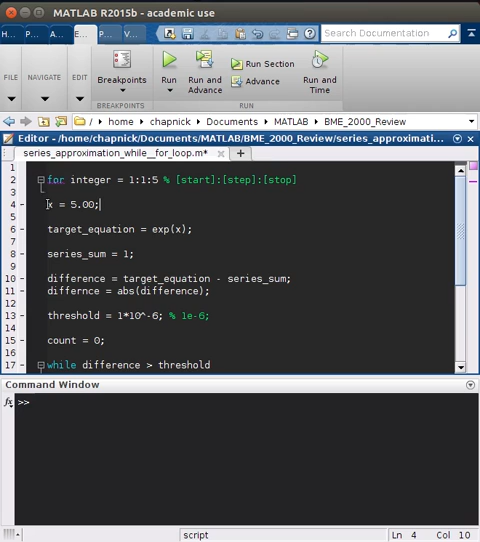 MATLAB R2015b - academic use
H... P... A... E... P... V... Search Documentation
FILE NAVIGATE EDIT Breakpoints Run Run and Advance Run Section Advance Run and Time
BREAKPOINTS RUN
/ home chapnick Documents MATLAB BME_2000_Review
Editor - /home/chapnick/Documents/MATLAB/BME_2000_Review/series_approximati...
series_approximation_while__for_loop.m* +
1
2 for integer = 1:1:5 % [start]:[step]:[stop]
3
4 x = 5.00;
5
6 target_equation = exp(x);
7
8 series_sum = 1;
9
10 difference = target_equation - series_sum;
11 differnce = abs(difference);
12
13 threshold = 1*10^-6; % 1e-6;
14
15 count = 0;
16
17 while difference > threshold
Command Window
fx >>
script Ln 4 Col 10